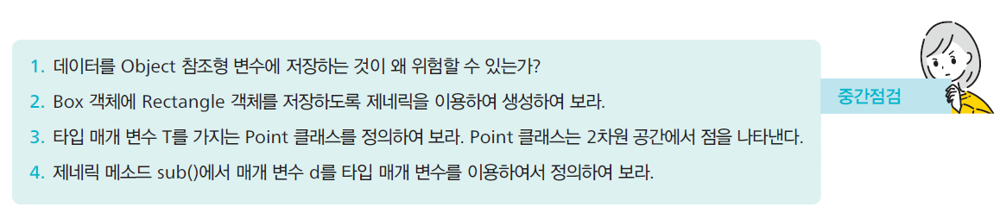 1. 데이터를 Object 참조형 변수에 저장하는 것이 왜 위험할 수 있는가?
2. Box 객체에 Rectangle 객체를 저장하도록 제네릭을 이용하여 생성하여 보라.
3. 타입 매개 변수 T를 가지는 Point 클래스를 정의하여 보라. Point 클래스는 2차원 공간에서 점을 나타낸다.
4. 제네릭 메소드 sub()에서 매개 변수 d를 타입 매개 변수를 이용하여서 정의하여 보라.
중간점검